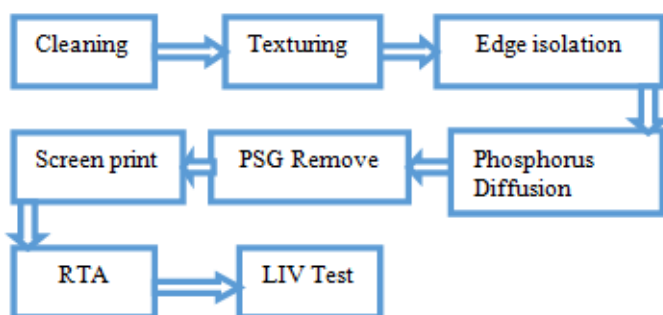 Cleaning
Texturing
Edge isolation
Phosphorus
Diffusion
PSG Remove
Screen print
RTA
LIV Test